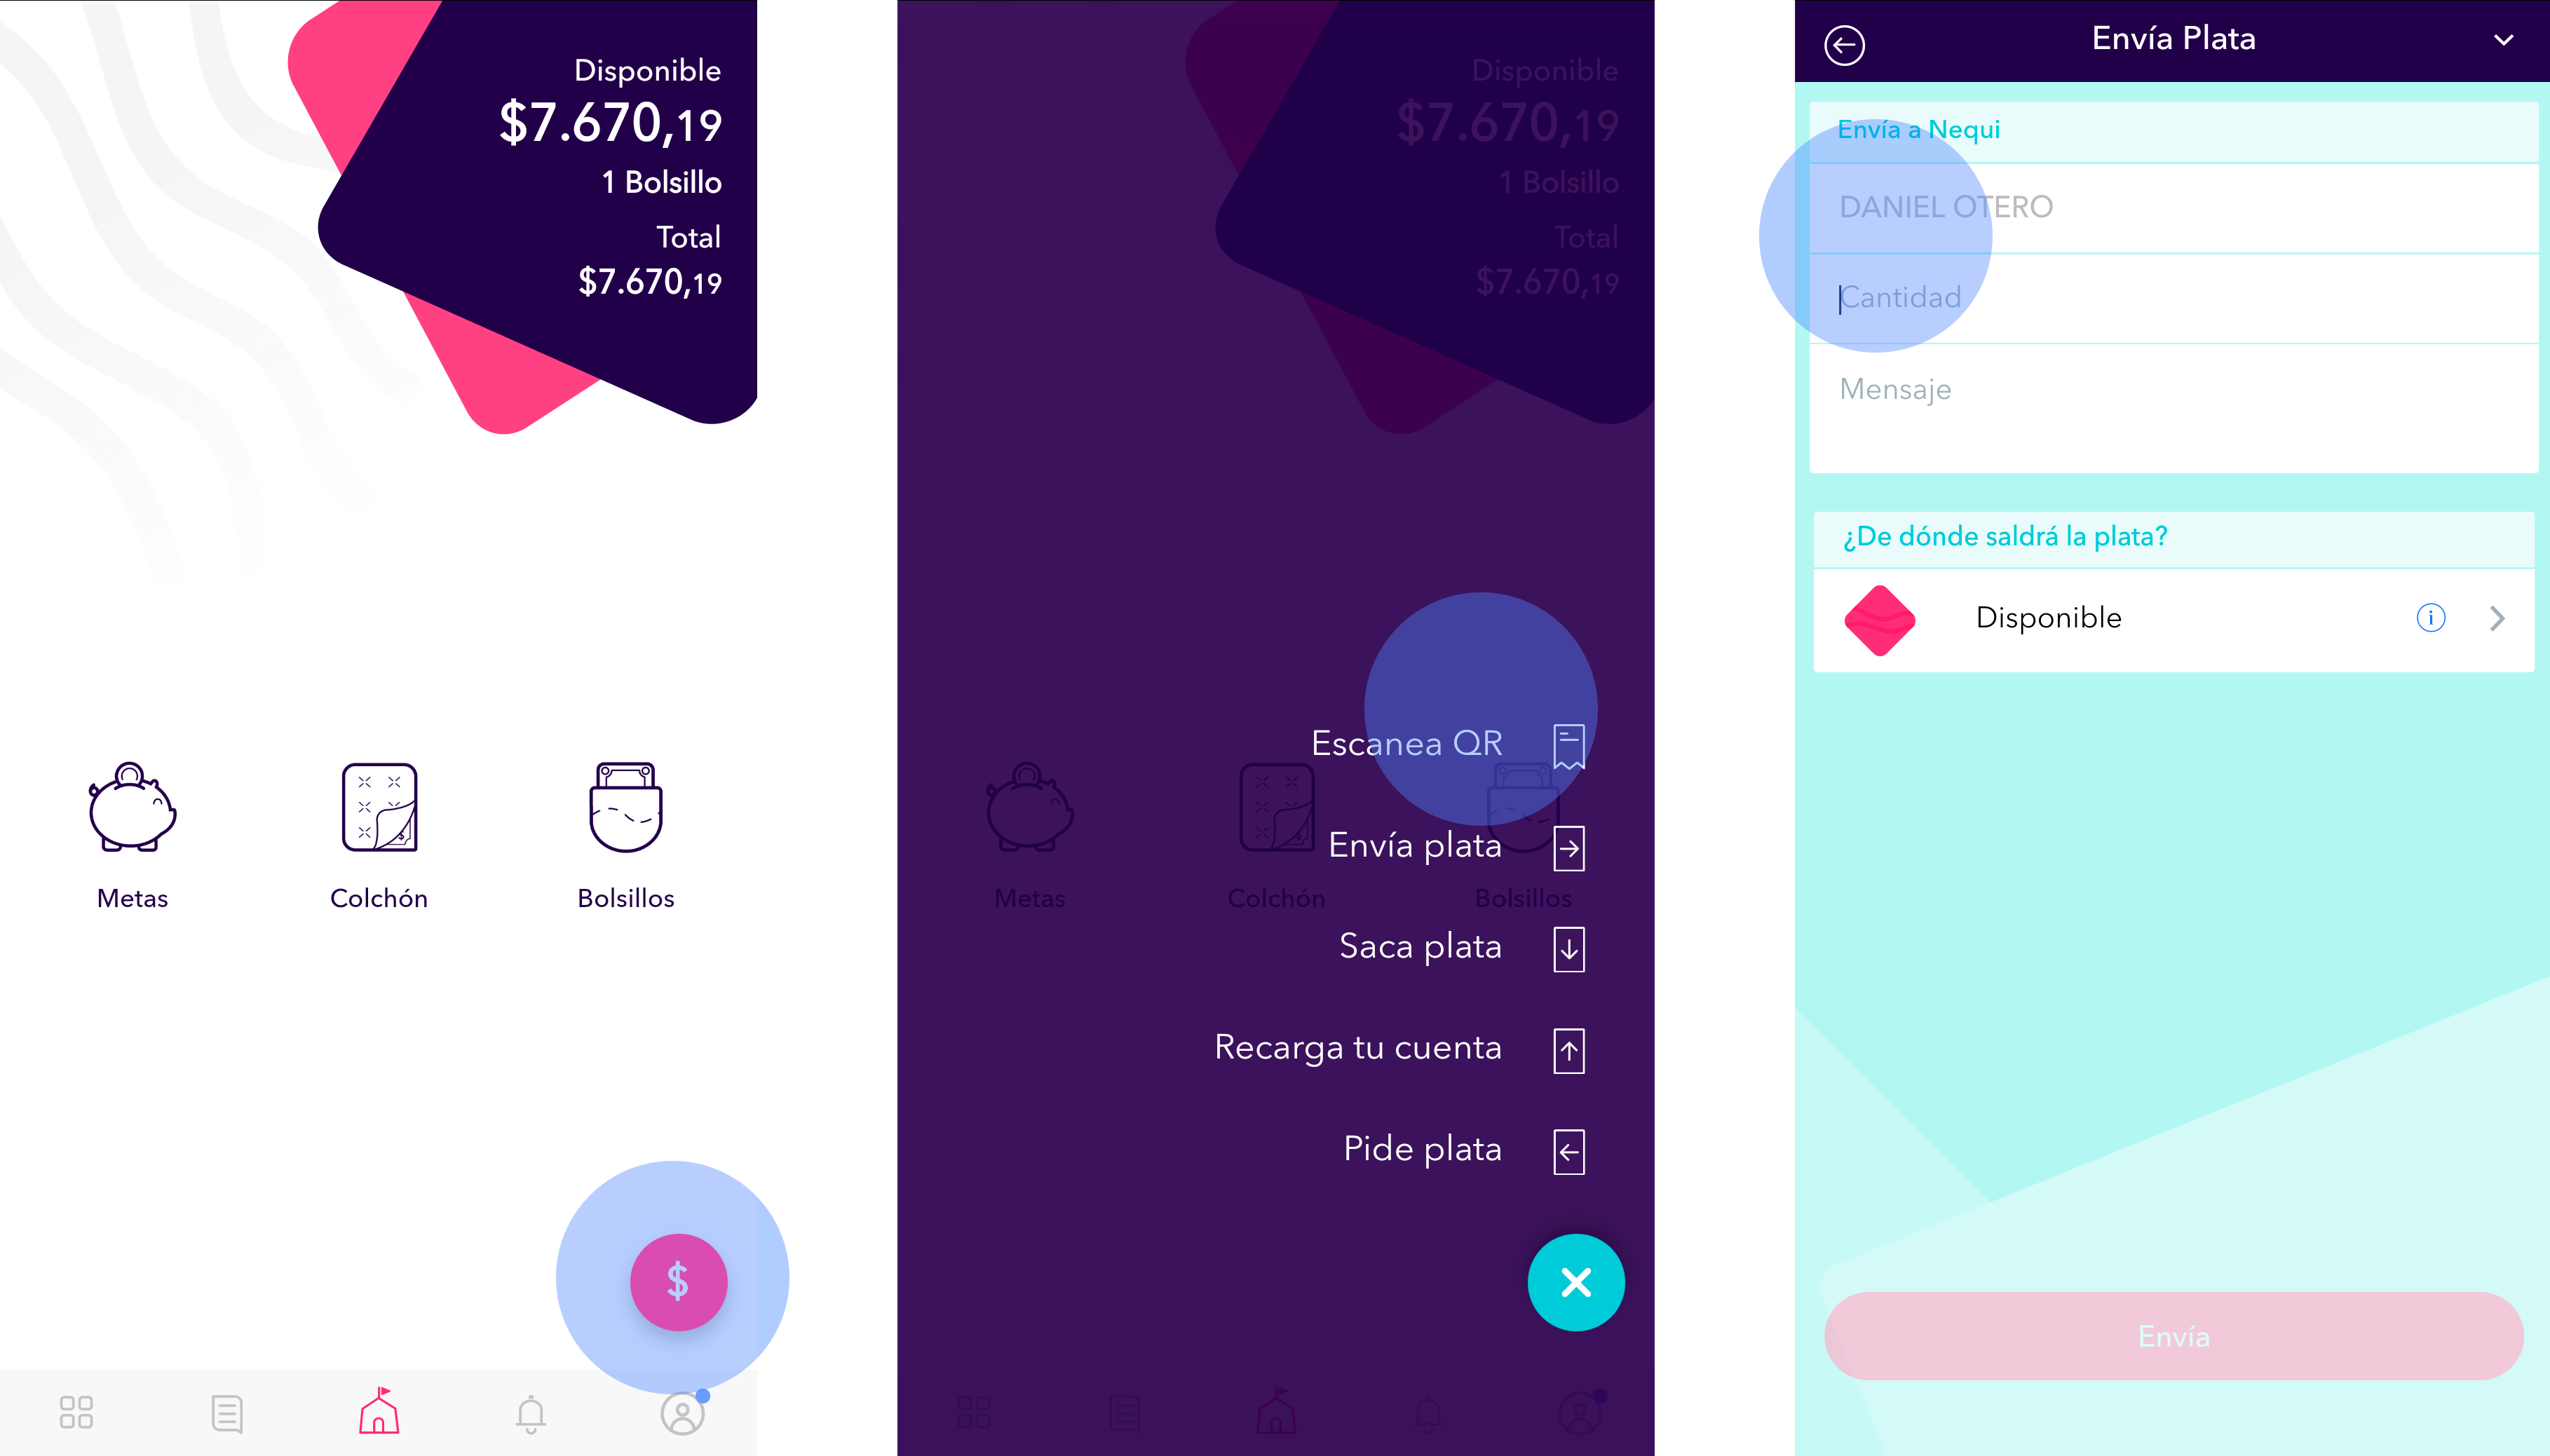 Disponible
$7.670,19
1 Bolsillo
Total
$7.670,19
Metas
Colchón
Bolsillos
$
Disponible
$7.670,19
1 Bolsillo
Total
$7.670,19
Escanea QR
Envía plata
Metas
Colchón
Bolsillos
Saca plata
Recarga tu cuenta
Pide plata
Envía Plata
Envía a Nequi
DANIEL OTERO
Cantidad
Mensaje
¿De dónde saldrá la plata?
Disponible
Envía